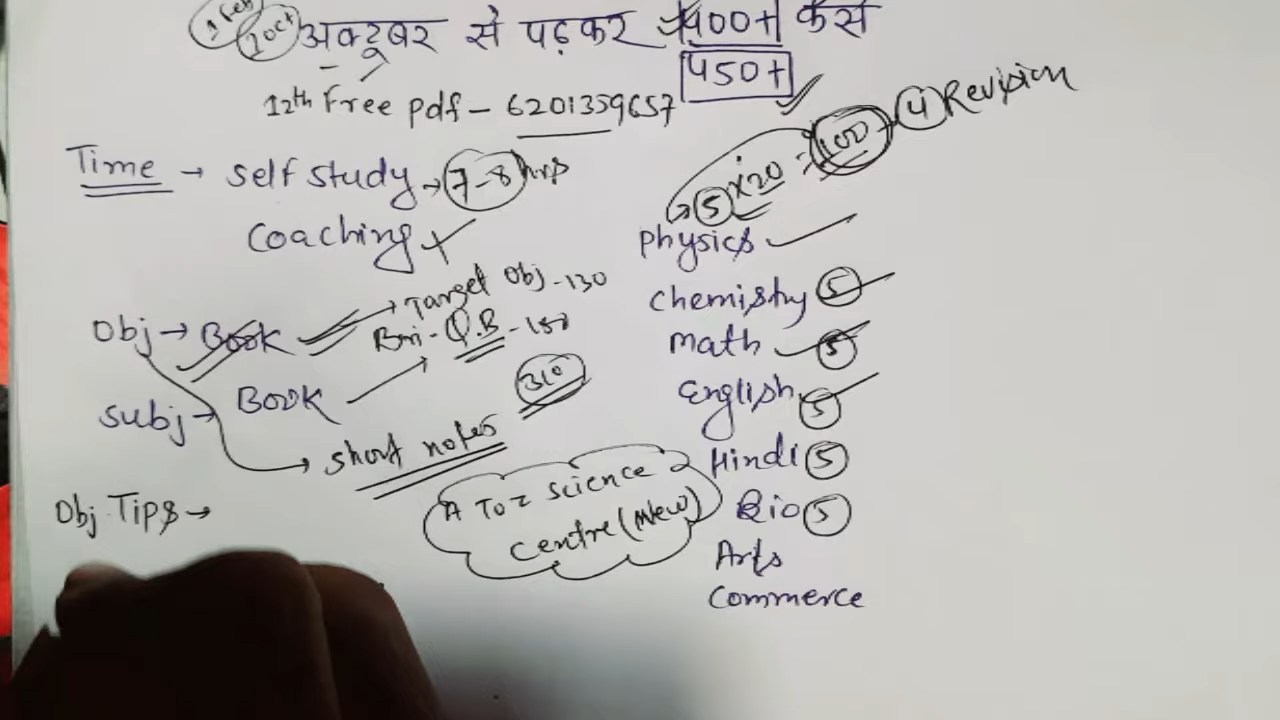 1 Feb 1 Oct अक्टूबर से पढ़कर 400+ कैसे
450+
12th Free pdf - 6201359657
Time → Self study → 7-8 hrs
Coaching ×
5 × 20 = 100 → 4 Revision
Physics
Chemistry 5
Math 5
English 5
Hindi 5
Bio 5
Arts
Commerce
Obj → BOOK → Target Obj - 130
Q.B -
Subj → BOOK
short notes 310
A To Z Science
Centre (New)
Obj Tips →